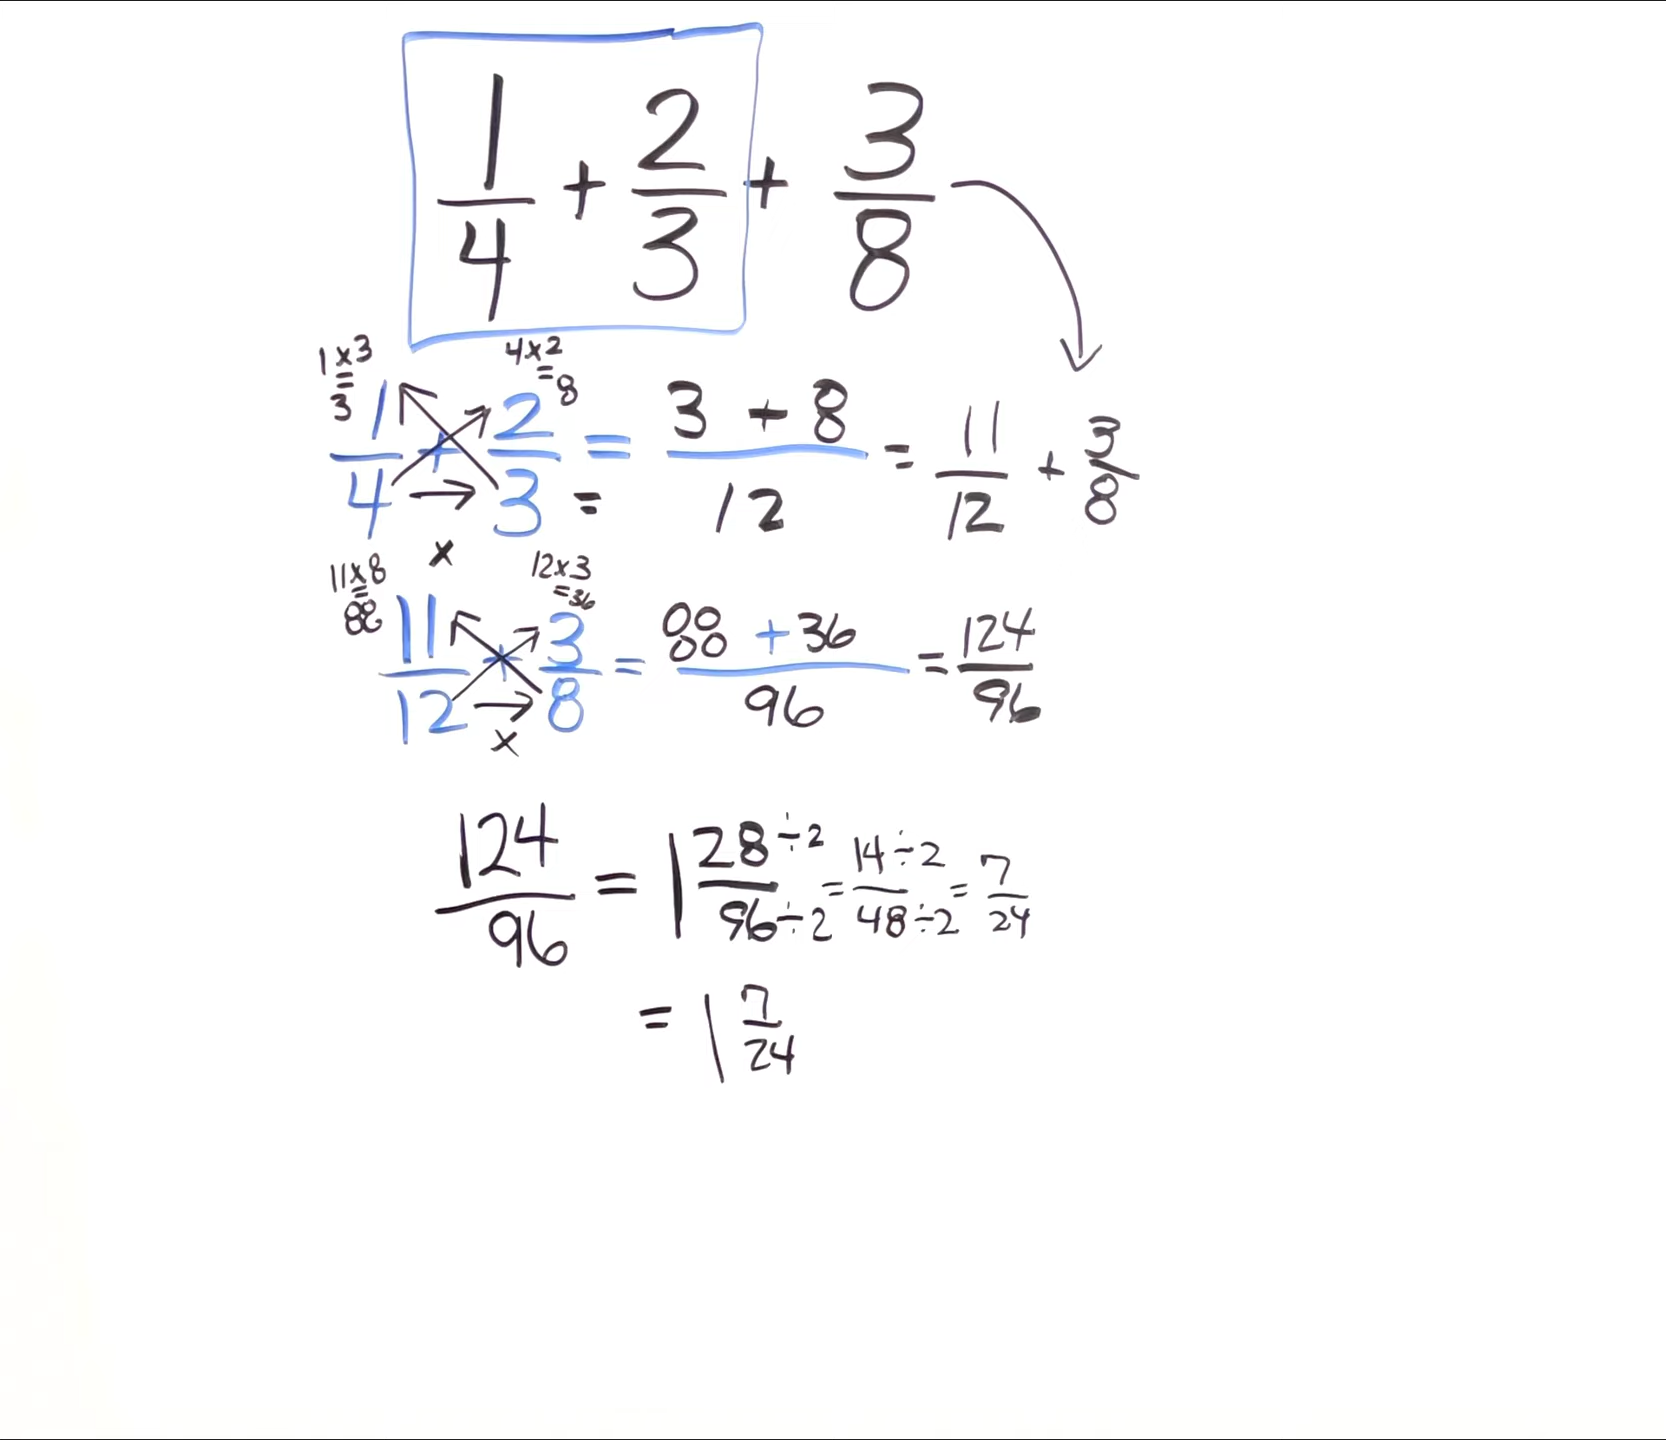 1/4 + 2/3 + 3/8
1x3 = 3
4x2 = 8
1/4 + 2/3 = = (3 + 8)/12 = 11/12 + 3/8
x
11x8 = 88
12x3 = 36
11/12 + 3/8 = (88 + 36)/96 = 124/96
x
124/96 = 1 28÷2/96÷2 = 14÷2/48÷2 = 7/24
= 1 7/24